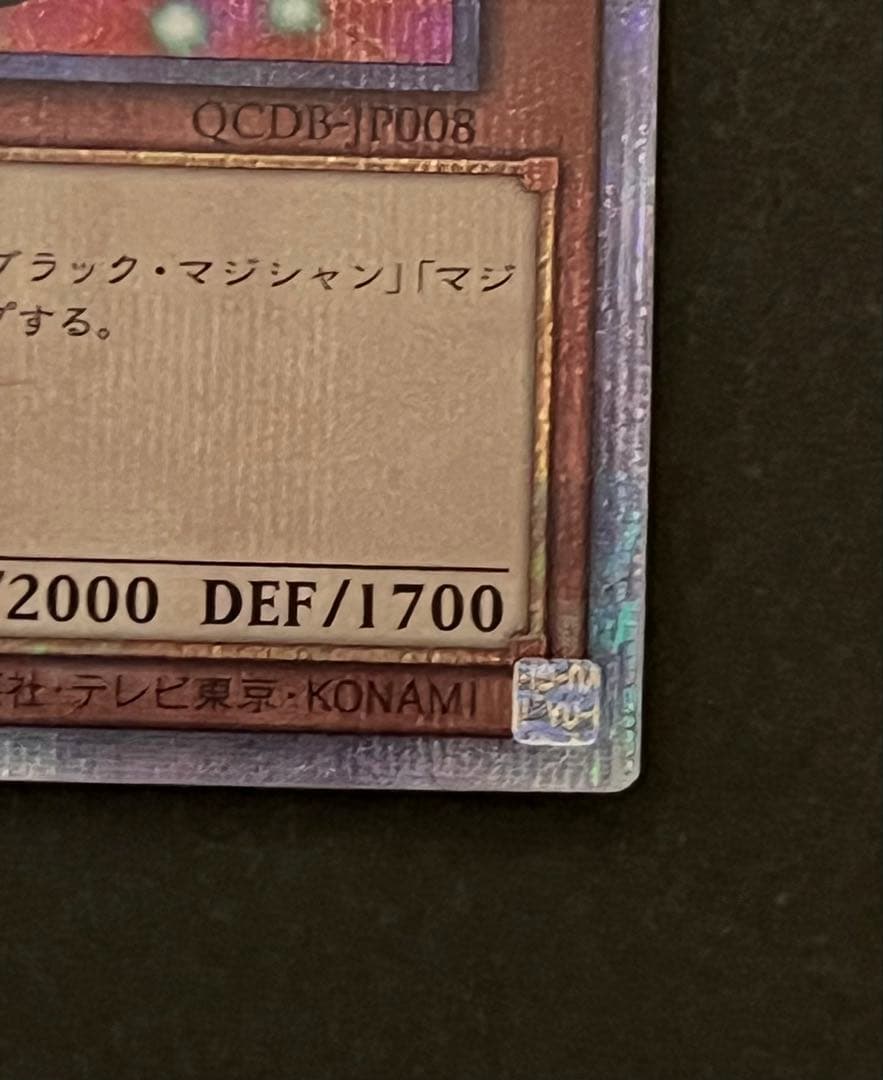 QCDB-JP008
ブラック・マジシャン」「マジ
プする。
/2000 DEF/1700
社・テレビ東京・KONAMI